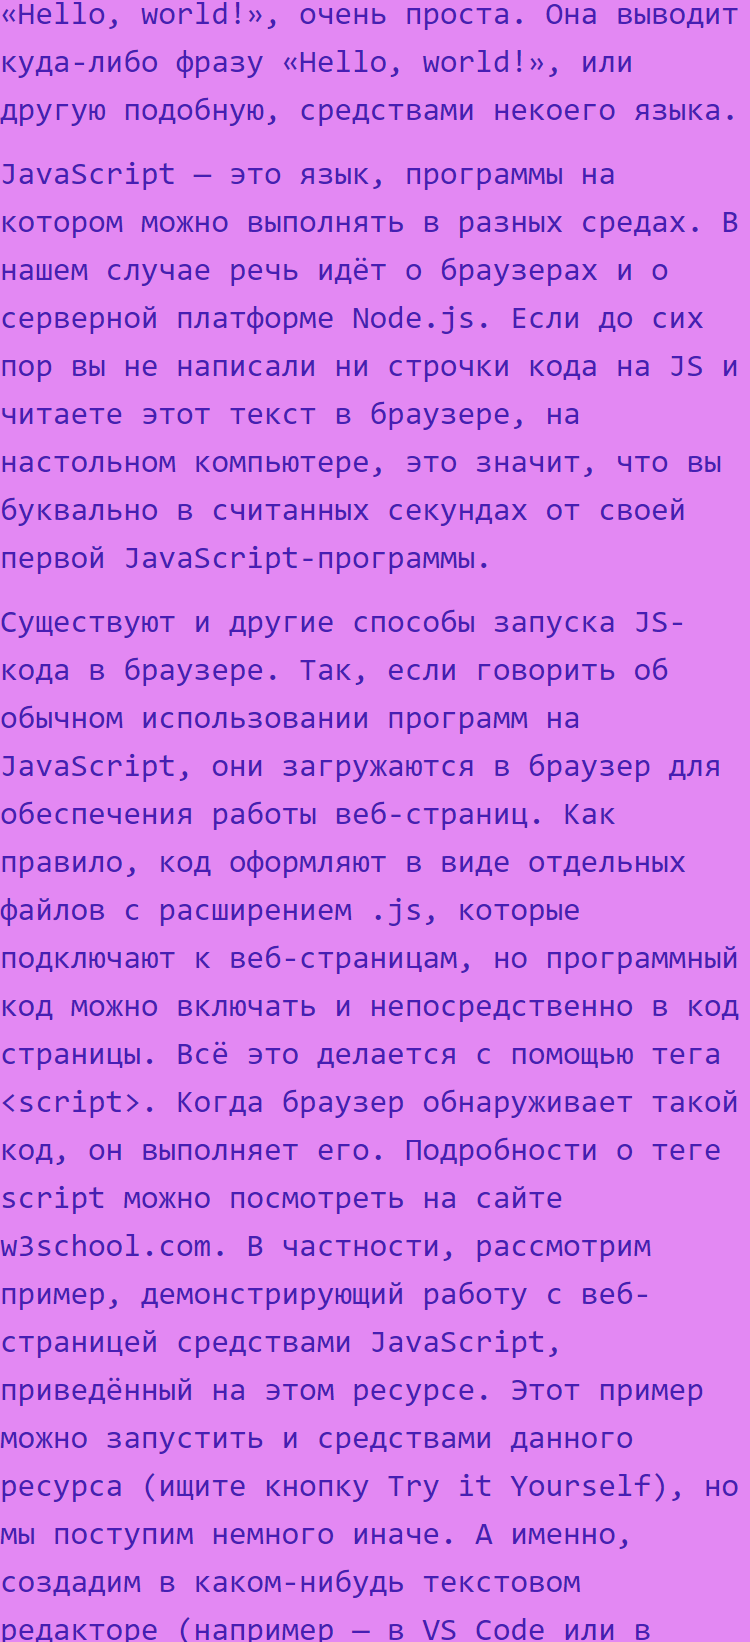 «Hello, world!», очень проста. Она выводит
куда-либо фразу «Hello, world!», или
другую подобную, средствами некоего языка.
JavaScript — это язык, программы на
котором можно выполнять в разных средах. В
нашем случае речь идёт о браузерах и о
серверной платформе Node.js. Если до сих
пор вы не написали ни строчки кода на JS и
читаете этот текст в браузере, на
настольном компьютере, это значит, что вы
буквально в считанных секундах от своей
первой JavaScript-программы.
Существуют и другие способы запуска JS-
кода в браузере. Так, если говорить об
обычном использовании программ на
JavaScript, они загружаются в браузер для
обеспечения работы веб-страниц. Как
правило, код оформляют в виде отдельных
файлов с расширением .js, которые
подключают к веб-страницам, но программный
код можно включать и непосредственно в код
страницы. Всё это делается с помощью тега
<script>. Когда браузер обнаруживает такой
код, он выполняет его. Подробности о теге
script можно посмотреть на сайте
w3school.com. В частности, рассмотрим
пример, демонстрирующий работу с веб-
страницей средствами JavaScript,
приведённый на этом ресурсе. Этот пример
можно запустить и средствами данного
ресурса (ищите кнопку Try it Yourself), но
мы поступим немного иначе. А именно,
создадим в каком-нибудь текстовом
редакторе (например — в VS Code или в